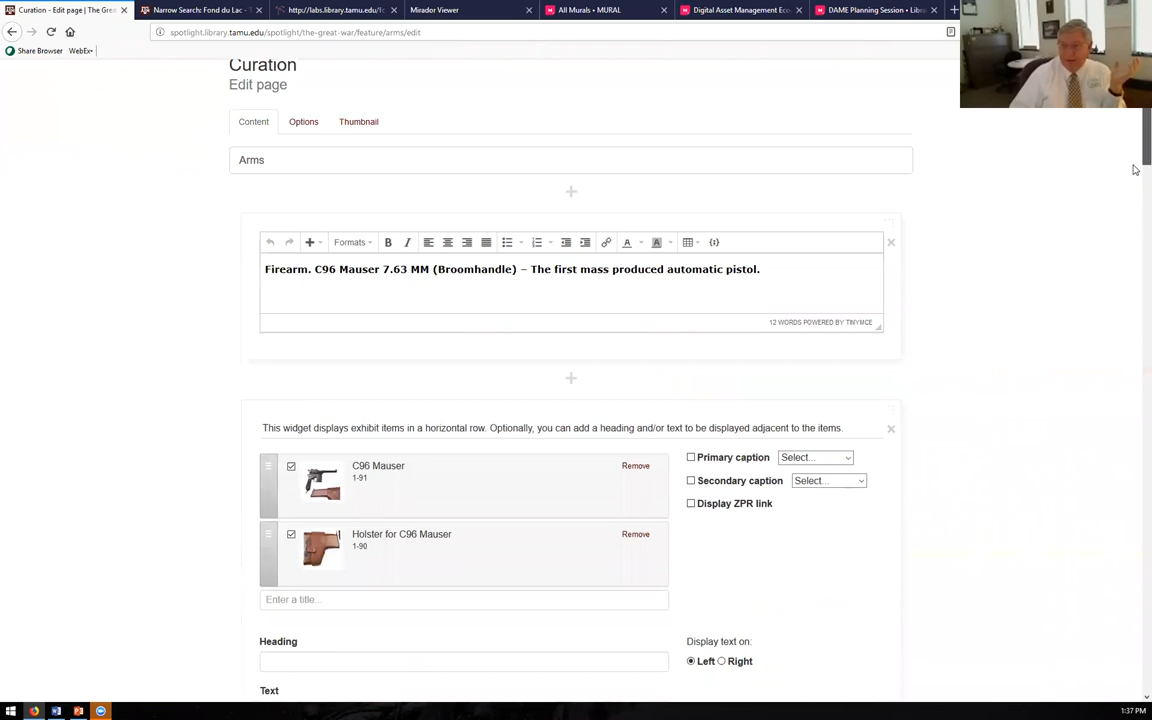 Curation - Edit page | The Grea
Narrow Search: Fond du Lac -
http://labs.library.tamu.edu/fc
Mirador Viewer
All Murals • MURAL
Digital Asset Management Eco
DAME Planning Session • Libra
spotlight.library.tamu.edu/spotlight/the-great-war/feature/arms/edit
Share Browser WebEx
Curation
Edit page
Content Options Thumbnail
Arms
Formats
Firearm. C96 Mauser 7.63 MM (Broomhandle) – The first mass produced automatic pistol.
12 WORDS POWERED BY TINYMCE
This widget displays exhibit items in a horizontal row. Optionally, you can add a heading and/or text to be displayed adjacent to the items.
C96 Mauser
1-91
Remove
Primary caption Select...
Secondary caption Select...
Display ZPR link
Holster for C96 Mauser
1-90
Remove
Enter a title...
Heading
Display text on:
Left Right
Text
1:37 PM